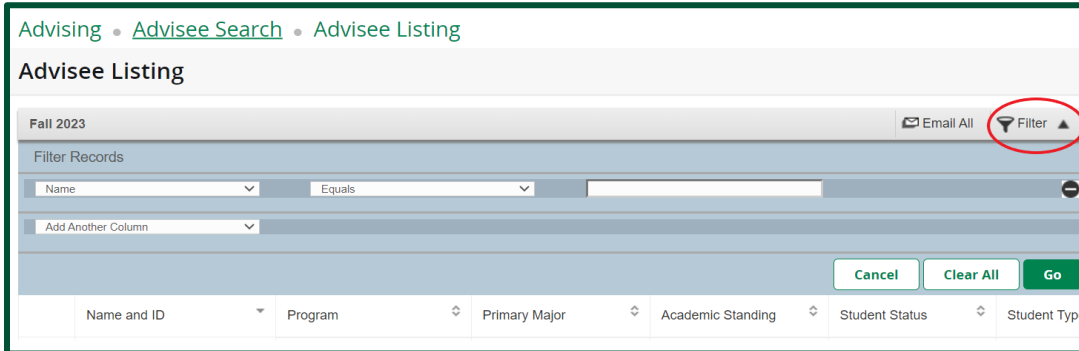 Advising • Advisee Search • Advisee Listing
Advisee Listing
Fall 2023 Email All Filter
Filter Records
Name Equals
Add Another Column
Cancel Clear All Go
Name and ID Program Primary Major Academic Standing Student Status Student Type